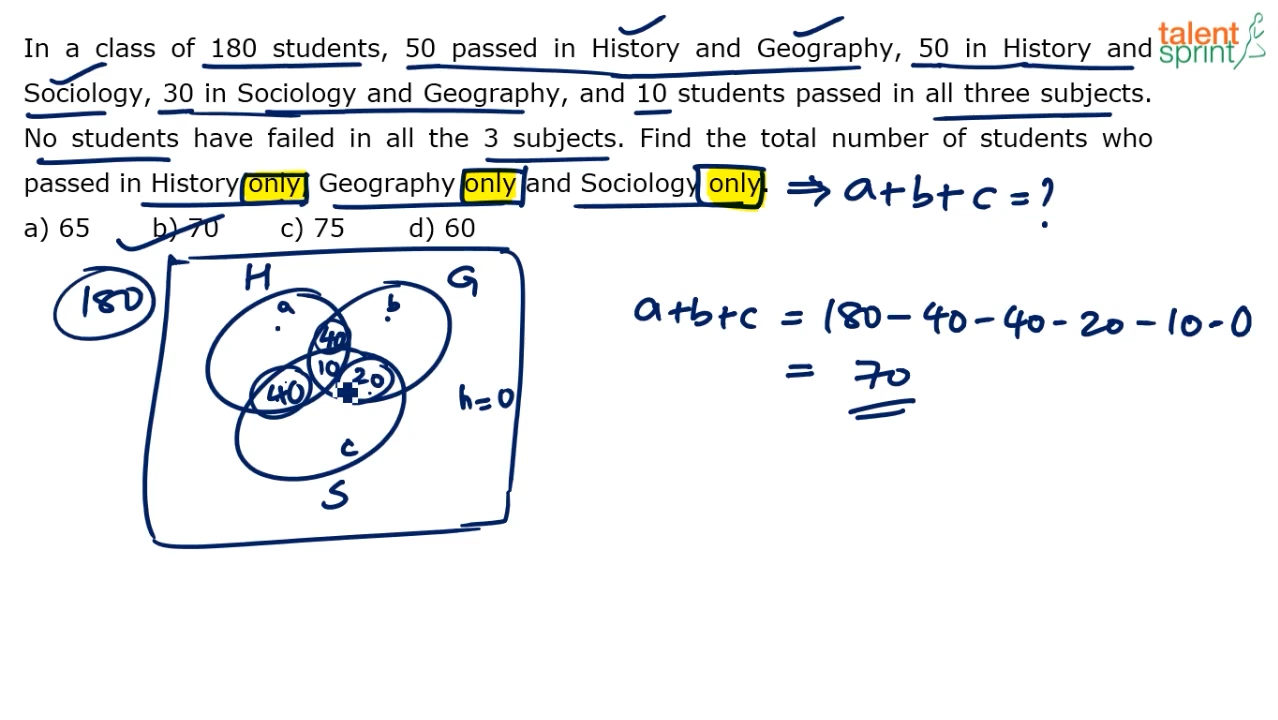 In a class of 180 students, 50 passed in History and Geography, 50 in History and
Sociology, 30 in Sociology and Geography, and 10 students passed in all three subjects.
No students have failed in all the 3 subjects. Find the total number of students who
passed in History only, Geography only and Sociology only. ⇒ a+b+c = ?
a) 65 b) 70 c) 75 d) 60
talent
sprint
180
H G
a b
40
10 20
40
n=0
c
S
a+b+c = 180 - 40 - 40 - 20 - 10 - 0
= 70